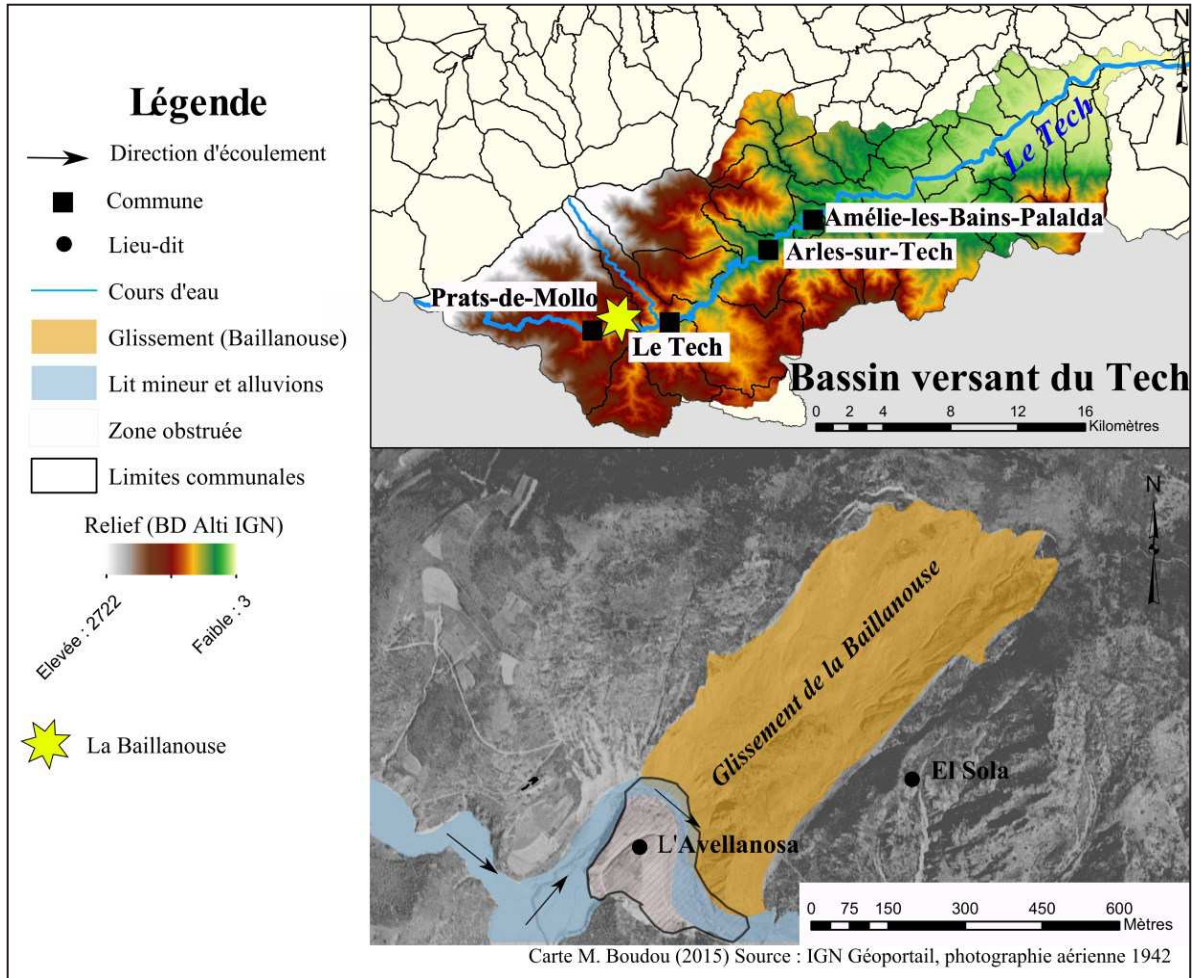 Légende
Direction d'écoulement
Commune
Lieu-dit
Cours d'eau
Glissement (Baillanouse)
Lit mineur et alluvions
Zone obstruée
Limites communales
Relief (BD Alti IGN)
Elevée : 2722
Faible : 3
La Baillanouse
N
Le Tech
Amélie-les-Bains-Palalda
Arles-sur-Tech
Prats-de-Mollo
Le Tech
Bassin versant du Tech
0 2 4 8 12 16
Kilomètres
N
Glissement de la Baillanouse
El Sola
L'Avellanosa
0 75 150 300 450 600
Mètres
Carte M. Boudou (2015) Source : IGN Géoportail, photographie aérienne 1942